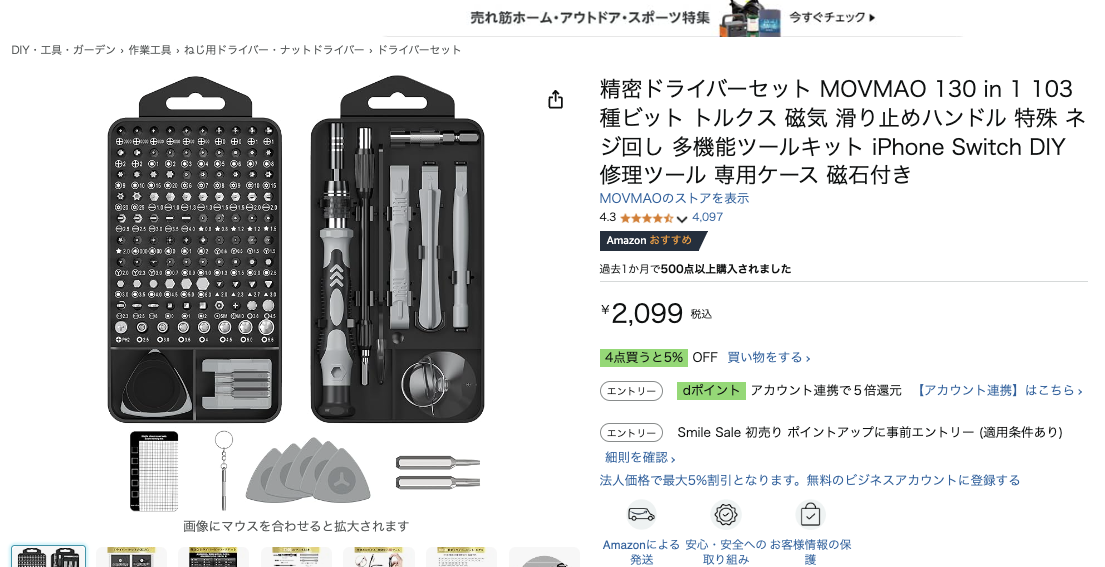 売れ筋ホーム・アウトドア・スポーツ特集
今すぐチェック
DIY・工具・ガーデン › 作業工具 › ねじ用ドライバー・ナットドライバー › ドライバーセット
精密ドライバーセット MOVMAO 130 in 1 103
種ビット トルクス 磁気 滑り止めハンドル 特殊 ネ
ジ回し 多機能ツールキット iPhone Switch DIY
修理ツール 専用ケース 磁石付き
MOVMAOのストアを表示
4.3 4,097
Amazon おすすめ
過去1か月で500点以上購入されました
¥2,099 税込
4点買うと5% OFF 買い物をする ›
エントリー dポイント アカウント連携で５倍還元 【アカウント連携】はこちら ›
エントリー Smile Sale 初売り ポイントアップに事前エントリー (適用条件あり)
細則を確認 ›
法人価格で最大5%割引となります。無料のビジネスアカウントに登録する
Amazonによる発送
安心・安全への取り組み
お客様情報の保護
画像にマウスを合わせると拡大されます